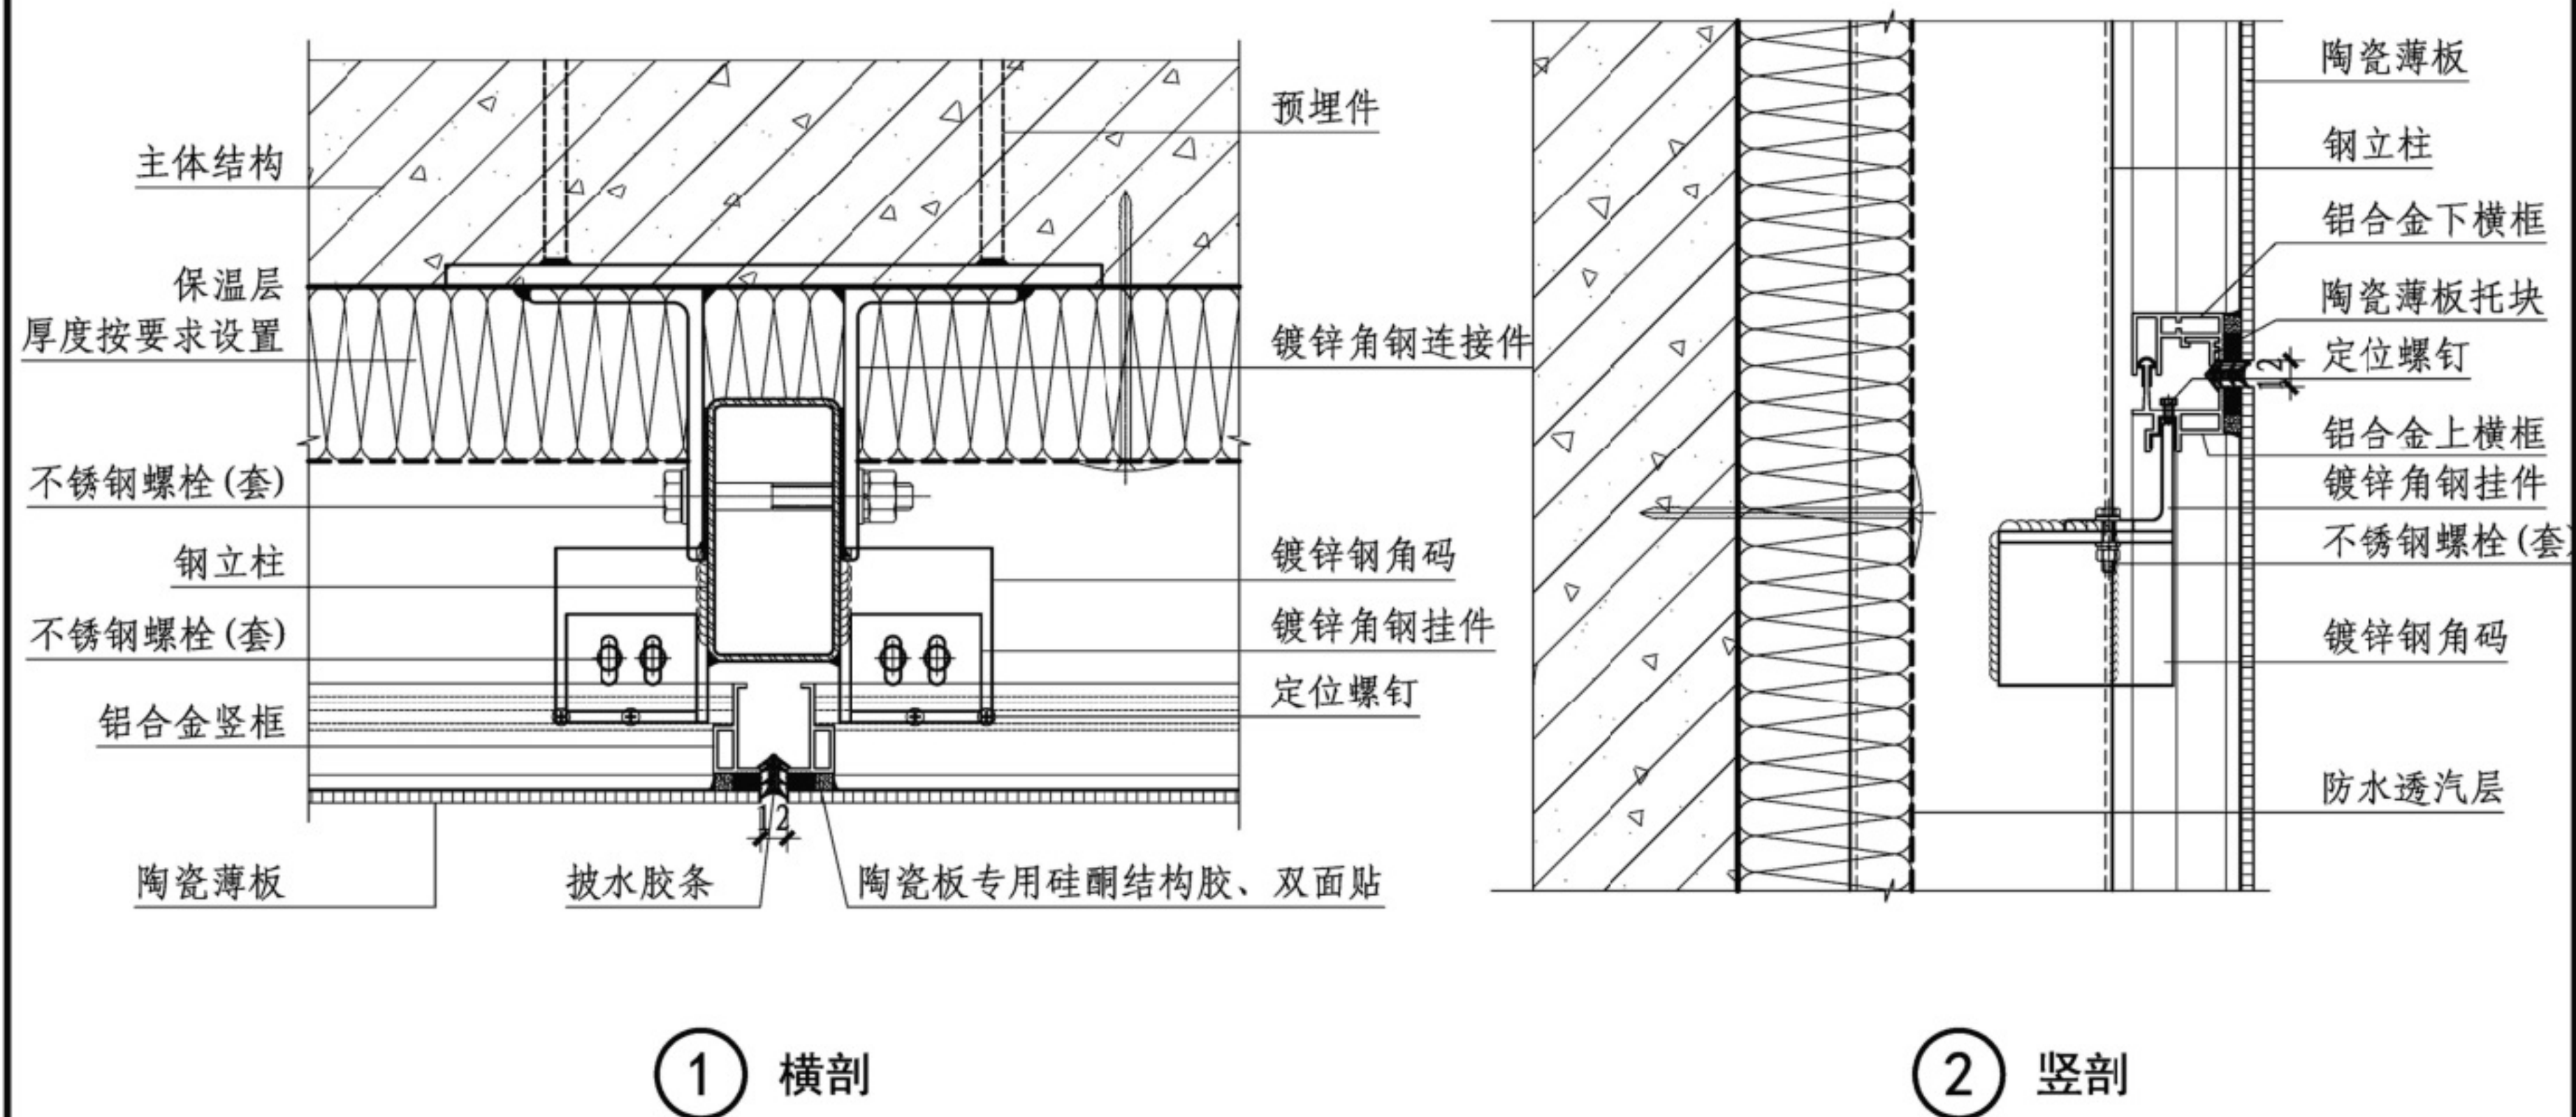 主体结构
保温层
厚度按要求设置
不锈钢螺栓(套)
钢立柱
不锈钢螺栓(套)
铝合金竖框
陶瓷薄板
12
披水胶条
陶瓷板专用硅酮结构胶、双面贴
预埋件
镀锌角钢连接件
镀锌钢角码
镀锌角钢挂件
定位螺钉
1 横剖
陶瓷薄板
钢立柱
铝合金下横框
陶瓷薄板托块
定位螺钉
12
铝合金上横框
镀锌角钢挂件
不锈钢螺栓(套)
镀锌钢角码
防水透汽层
2 竖剖